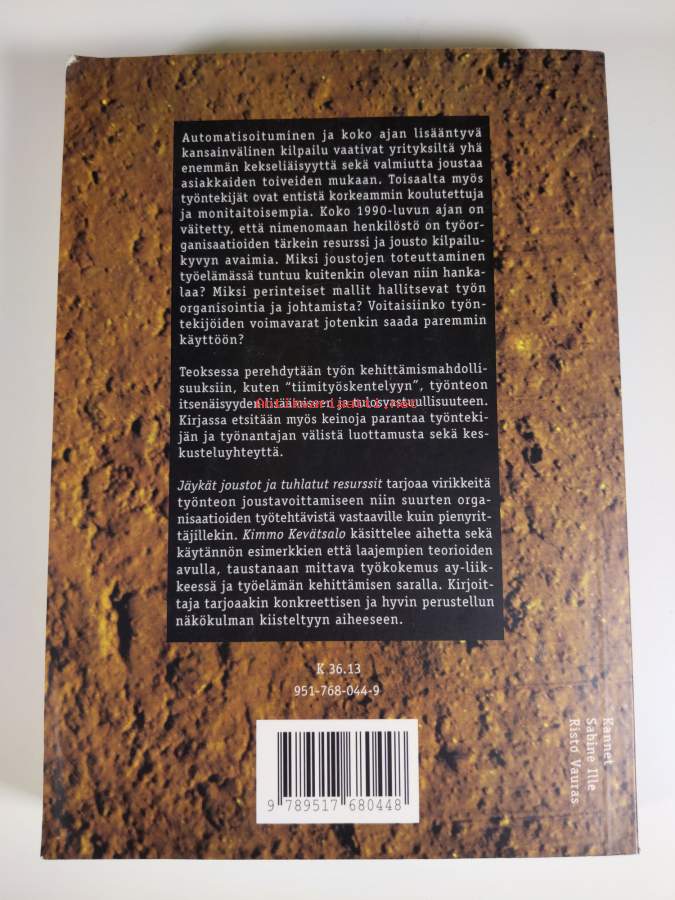 Automatisoituminen ja koko ajan lisääntyvä
kansainvälinen kilpailu vaativat yrityksiltä yhä
enemmän kekseliäisyyttä sekä valmiutta joustaa
asiakkaiden toiveiden mukaan. Toisaalta myös
työntekijät ovat entistä korkeammin koulutettuja
ja monitaitoisempia. Koko 1990-luvun ajan on
väitetty, että nimenomaan henkilöstö on työor-
ganisaatioiden tärkein resurssi ja jousto kilpailu-
kyvyn avaimia. Miksi joustojen toteuttaminen
työelämässä tuntuu kuitenkin olevan niin hanka-
laa? Miksi perinteiset mallit hallitsevat työn
organisointia ja johtamista? Voitaisiinko työn-
tekijöiden voimavarat jotenkin saada paremmin
käyttöön?
Teoksessa perehdytään työn kehittämismahdolli-
suuksiin, kuten “tiimityöskentelyyn”, työnteon
itsenäisyyden lisäämiseen ja tulosvastuullisuuteen.
Kirjassa etsitään myös keinoja parantaa työnteki-
jän ja työnantajan välistä luottamusta sekä kes-
kusteluyhteyttä.
Jäykät joustot ja tuhlatut resurssit tarjoaa virikkeitä
työnteon joustavoittamiseen niin suurten orga-
nisaatioiden työtehtävistä vastaaville kuin pienyrit-
täjillekin. Kimmo Kevätsalo käsittelee aihetta sekä
käytännön esimerkkien että laajempien teorioiden
avulla, taustanaan mittava työkokemus ay-liik-
keessä ja työelämän kehittämisen saralla. Kirjoit-
taja tarjoaakin konkreettisen ja hyvin perustellun
näkökulman kiisteltyyn aiheeseen.
K 36.13
951-768-044-9
9 789517 680448
Kannet
Sabine Ille
Risto Vauras